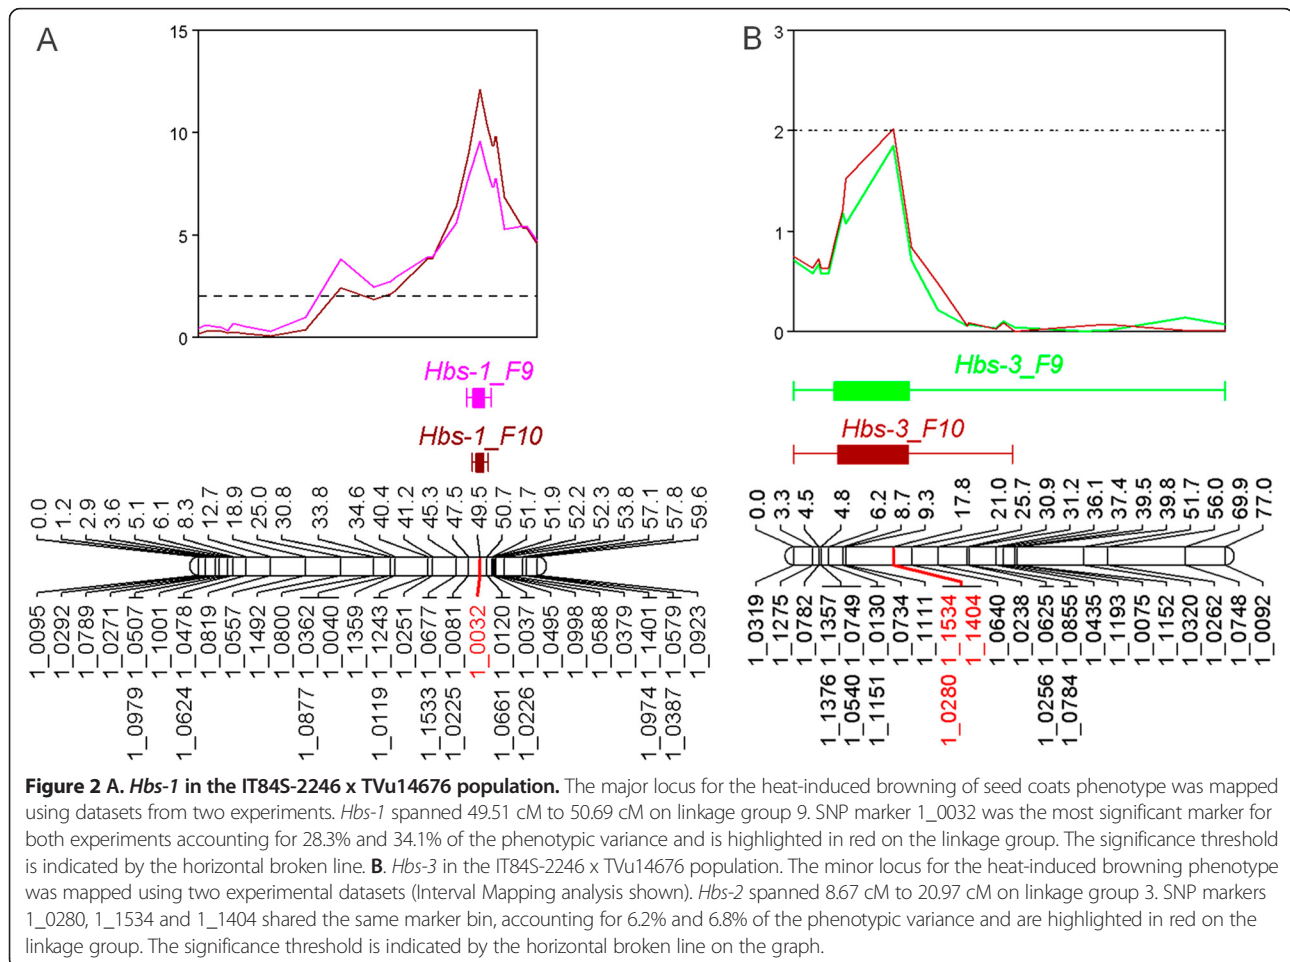 A
B
15
10
5
0
3
2
1
0
Hbs-1_F9
Hbs-1_F10
Hbs-3_F9
Hbs-3_F10
0.0 1.2 2.9 3.6 5.1 6.1 8.3 12.7 18.9 25.0 30.8 33.8 34.6 40.4 41.2 45.3 47.5 49.5 50.7 51.7 51.9 52.2 52.3 53.8 57.1 57.8 59.6
1_0095 1_0292 1_0789 1_0271 1_0507 1_1001 1_0478 1_0819 1_0557 1_1492 1_0800 1_0362 1_0040 1_1359 1_1243 1_0251 1_0677 1_0081 1_0032 1_0120 1_0037 1_0495 1_0998 1_0588 1_0379 1_1401 1_0579 1_0923
1_0979 1_0624 1_0877 1_0119 1_1533 1_0225 1_0661 1_0226 1_0974 1_0387
0.0 3.3 4.5 4.8 6.2 8.7 9.3 17.8 21.0 25.7 30.9 31.2 36.1 37.4 39.5 39.8 51.7 56.0 69.9 77.0
1_0319 1_1275 1_0782 1_1357 1_0749 1_0130 1_0734 1_1111 1_1534 1_1404 1_0640 1_0238 1_0625 1_0855 1_0435 1_1193 1_0075 1_0320 1_0262 1_0748 1_0092
1_1376 1_0540 1_1151 1_0280 1_0256 1_0784
Figure 2 A. Hbs-1 in the IT84S-2246 x TVu14676 population. The major locus for the heat-induced browning of seed coats phenotype was mapped
using datasets from two experiments. Hbs-1 spanned 49.51 cM to 50.69 cM on linkage group 9. SNP marker 1_0032 was the most significant marker for
both experiments accounting for 28.3% and 34.1% of the phenotypic variance and is highlighted in red on the linkage group. The significance threshold
is indicated by the horizontal broken line. B. Hbs-3 in the IT84S-2246 x TVu14676 population. The minor locus for the heat-induced browning phenotype
was mapped using two experimental datasets (Interval Mapping analysis shown). Hbs-2 spanned 8.67 cM to 20.97 cM on linkage group 3. SNP markers
1_0280, 1_1534 and 1_1404 shared the same marker bin, accounting for 6.2% and 6.8% of the phenotypic variance and are highlighted in red on the
linkage group. The significance threshold is indicated by the horizontal broken line on the graph.